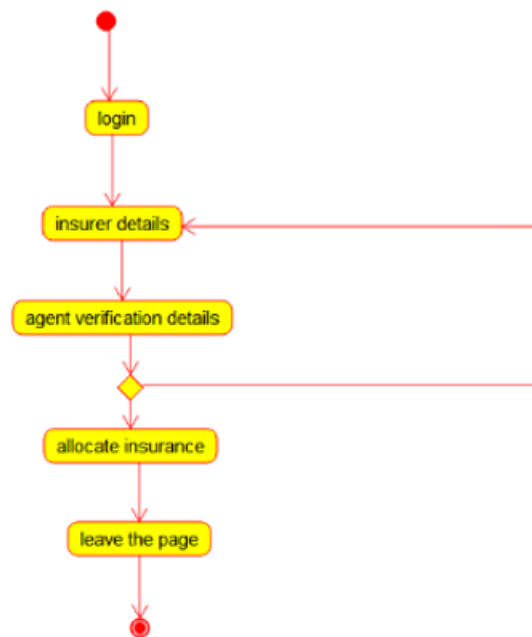 login
insurer details
agent verification details
allocate insurance
leave the page